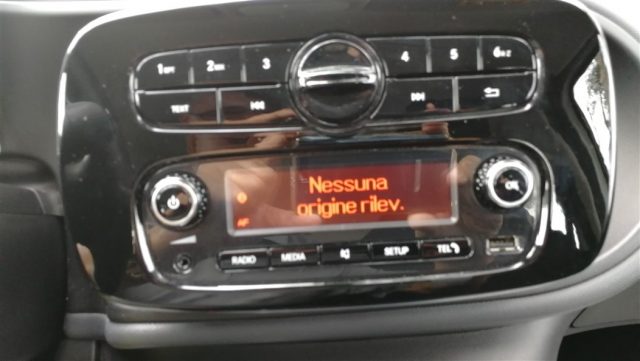 1
2
3
4
5
6
TEXT
Nessuna
origine rilev.
AF
OK
RADIO MEDIA SETUP TEL